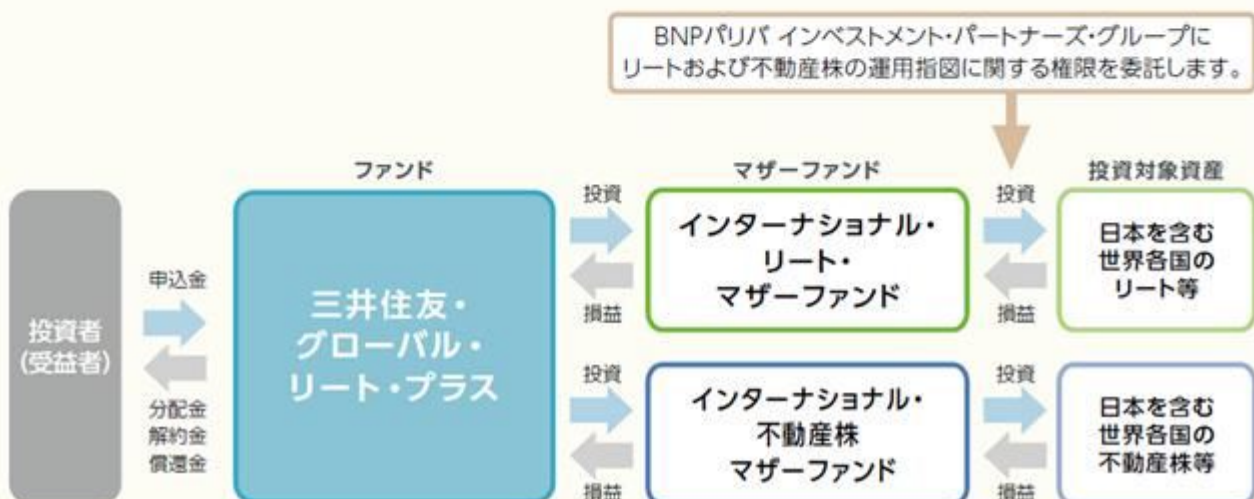 BNPパリバ インベストメント・パートナーズ・グループに
リートおよび不動産株の運用指図に関する権限を委託します。
ファンド
マザーファンド
投資対象資産
投資者
(受益者)
申込金
分配金
解約金
償還金
三井住友・
グローバル・
リート・プラス
投資
損益
インターナショナル・
リート・
マザーファンド
投資
損益
日本を含む
世界各国の
リート等
投資
損益
インターナショナル・
不動産株
マザーファンド
投資
損益
日本を含む
世界各国の
不動産株等